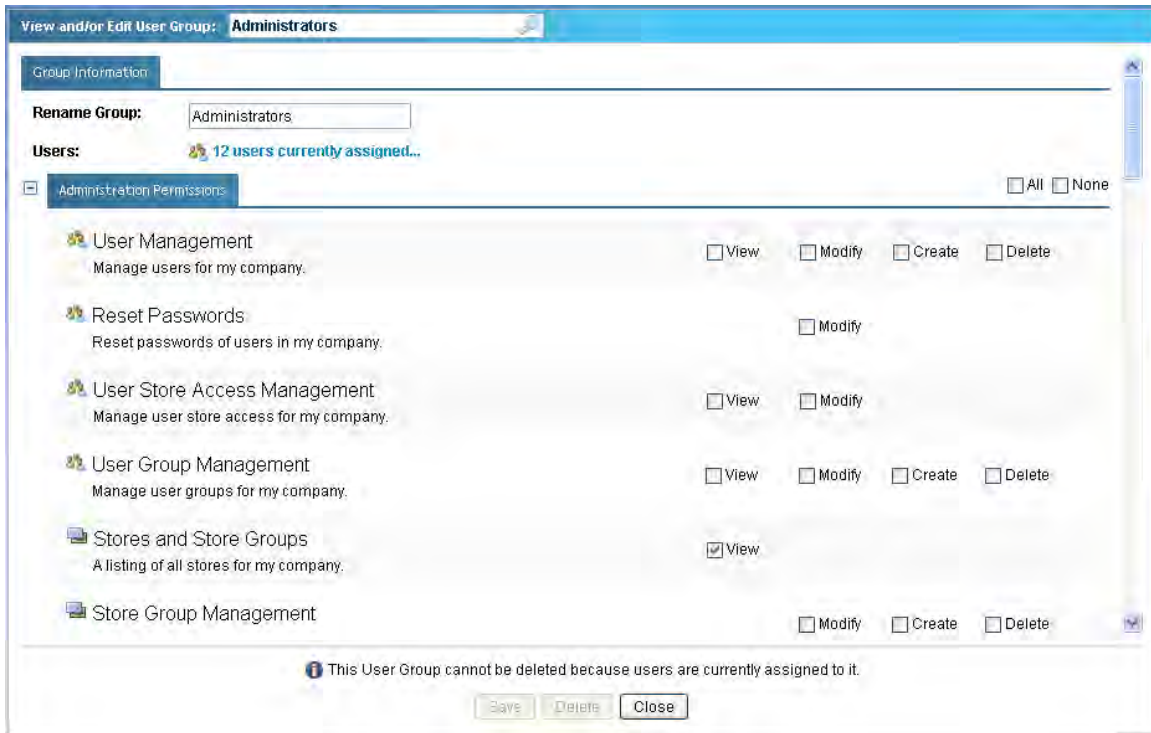 View and/or Edit User Group: Administrators
Group Information
Rename Group: Administrators
Users: 12 users currently assigned...
Administration Permissions All None
User Management
Manage users for my company.
View Modify Create Delete
Reset Passwords
Reset passwords of users in my company.
Modify
User Store Access Management
Manage user store access for my company.
View Modify
User Group Management
Manage user groups for my company.
View Modify Create Delete
Stores and Store Groups
A listing of all stores for my company.
View
Store Group Management
Modify Create Delete
This User Group cannot be deleted because users are currently assigned to it.
Save Delete Close